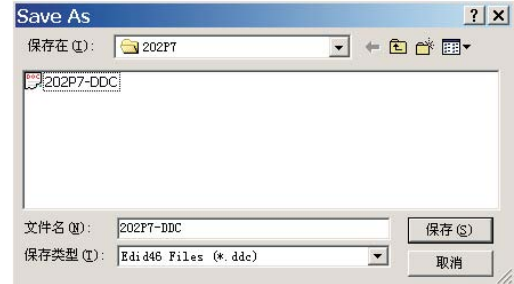 Save As
保存在(I):
202P7
202P7-DDC
文件名(N):
202P7-DDC
保存(S)
保存类型(T):
Edid46 Files (*.ddc)
取消